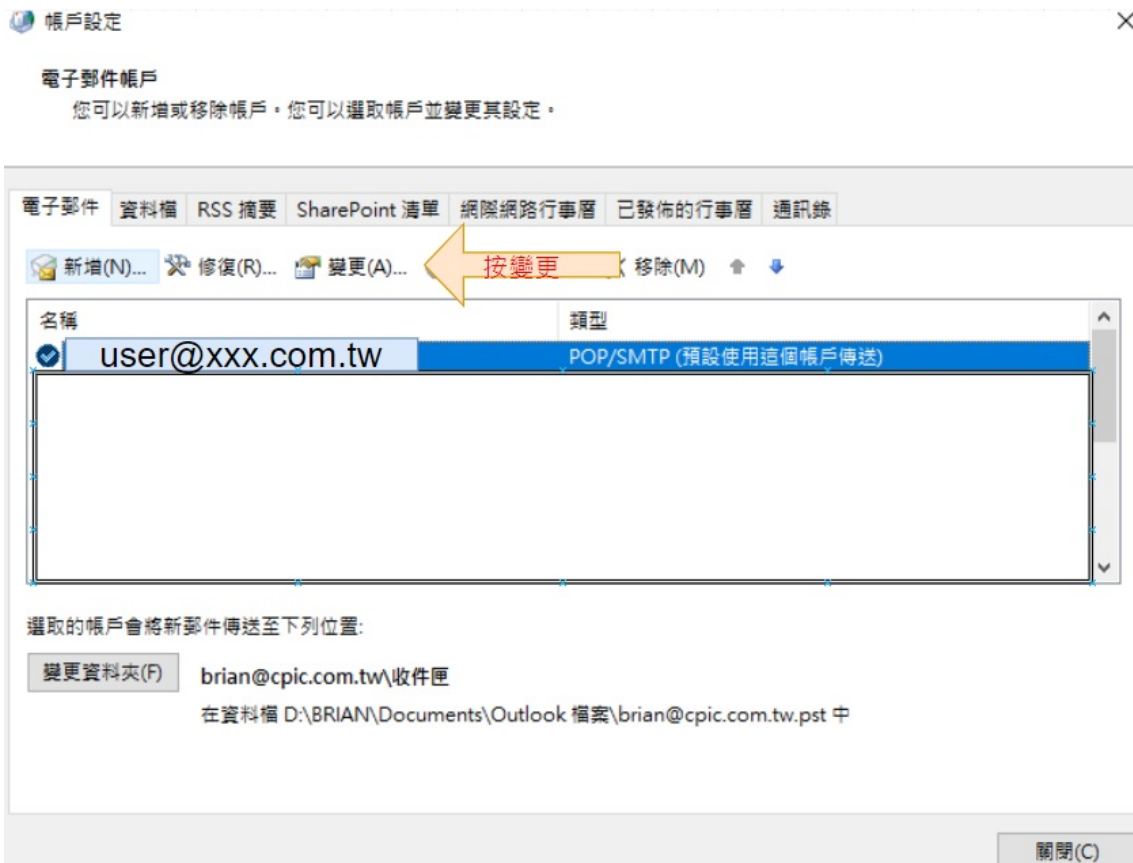 帳戶設定
電子郵件帳戶
您可以新增或移除帳戶。您可以選取帳戶並變更其設定。
電子郵件 資料檔 RSS 摘要 SharePoint 清單 網際網路行事曆 已發佈的行事曆 通訊錄
新增(N)... 修復(R)... 變更(A)... 按變更 移除(M)
名稱 類型
user@xxx.com.tw POP/SMTP (預設使用這個帳戶傳送)
選取的帳戶會將新郵件傳送至下列位置:
變更資料夾(F) brian@cpic.com.tw\收件匣
在資料檔 D:\BRIAN\Documents\Outlook 檔案\brian@cpic.com.tw.pst 中
關閉(C)